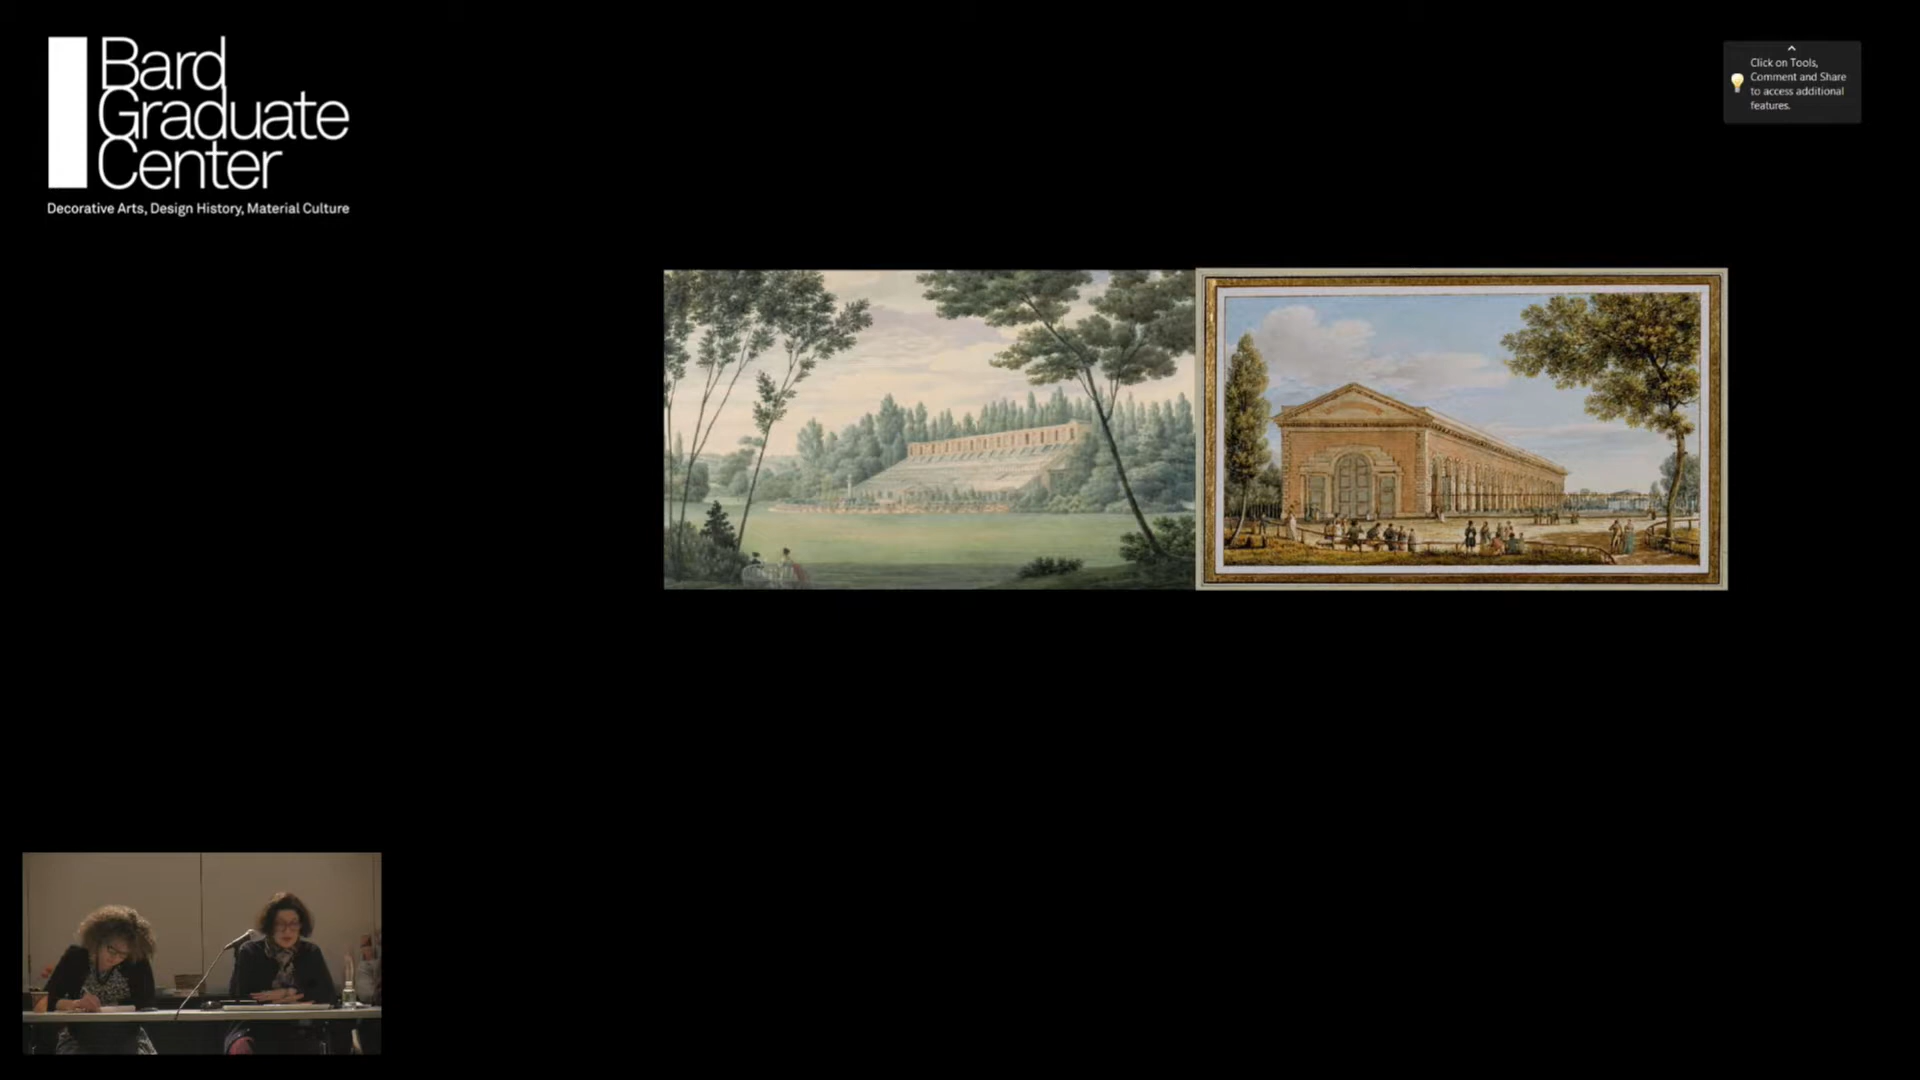 Bard
Graduate
Center
Decorative Arts, Design History, Material Culture
Click on Tools,
Comment and Share
to access additional
features.